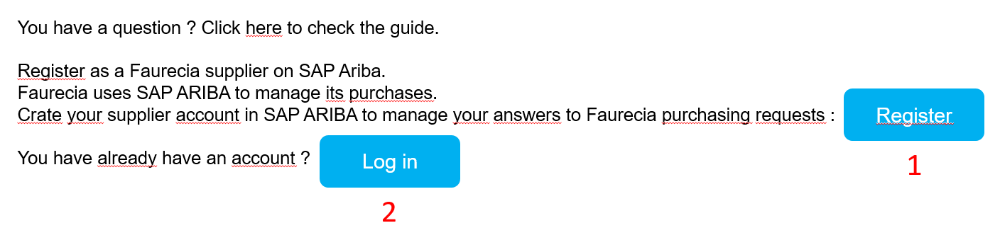 You have a question ? Click here to check the guide.
Register as a Faurecia supplier on SAP Ariba.
Faurecia uses SAP ARIBA to manage its purchases.
Crate your supplier account in SAP ARIBA to manage your answers to Faurecia purchasing requests :
Register
1
You have already have an account ?
Log in
2